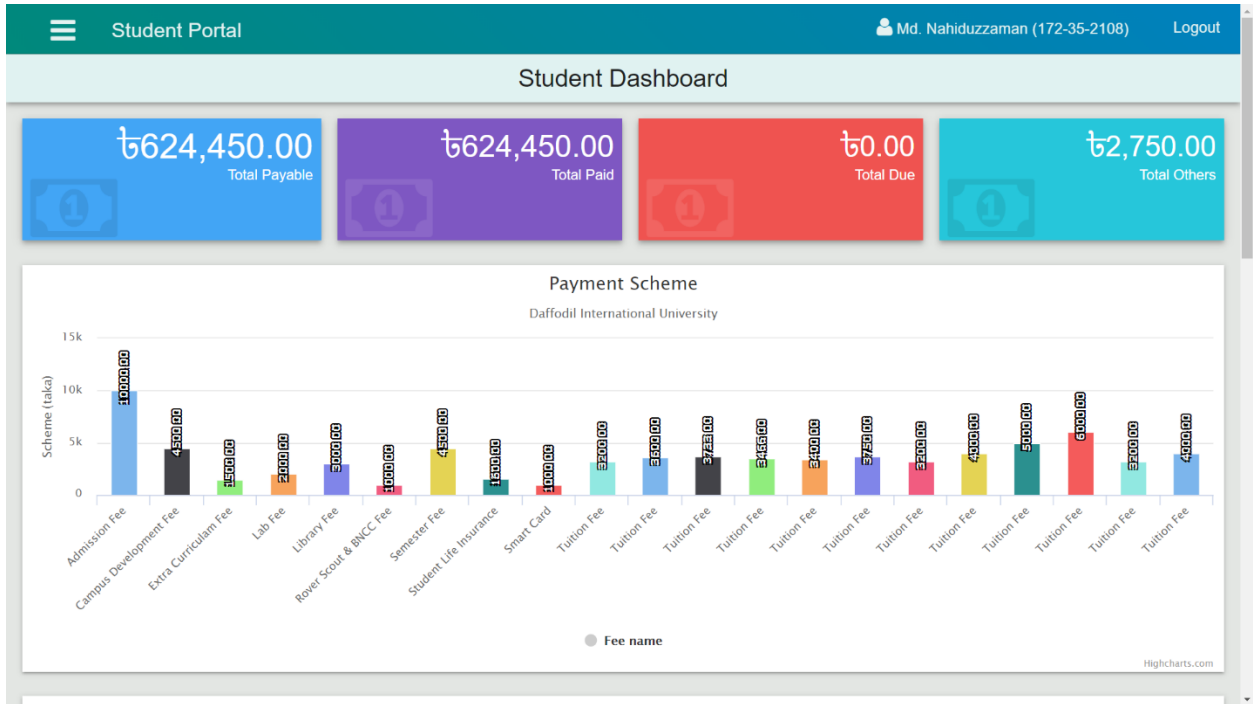 Student Portal
Md. Nahiduzzaman (172-35-2108)
Logout
Student Dashboard
৳624,450.00
Total Payable
৳624,450.00
Total Paid
৳0.00
Total Due
৳2,750.00
Total Others
1
1
1
1
Payment Scheme
Daffodil International University
Scheme (taka)
15k
10k
5k
0
10000.00
4500.00
1500.00
2000.00
3000.00
1000.00
4500.00
1500.00
1000.00
3200.00
3600.00
3733.00
3466.00
3400.00
3750.00
3200.00
4000.00
5000.00
6000.00
3200.00
4000.00
Admission Fee
Campus Development Fee
Extra Curriculam Fee
Lab Fee
Library Fee
Rover Scout & BNCC Fee
Semester Fee
Student Life Insurance
Smart Card
Tuition Fee
Tuition Fee
Tuition Fee
Tuition Fee
Tuition Fee
Tuition Fee
Tuition Fee
Tuition Fee
Tuition Fee
Tuition Fee
Tuition Fee
Tuition Fee
Fee name
Highcharts.com